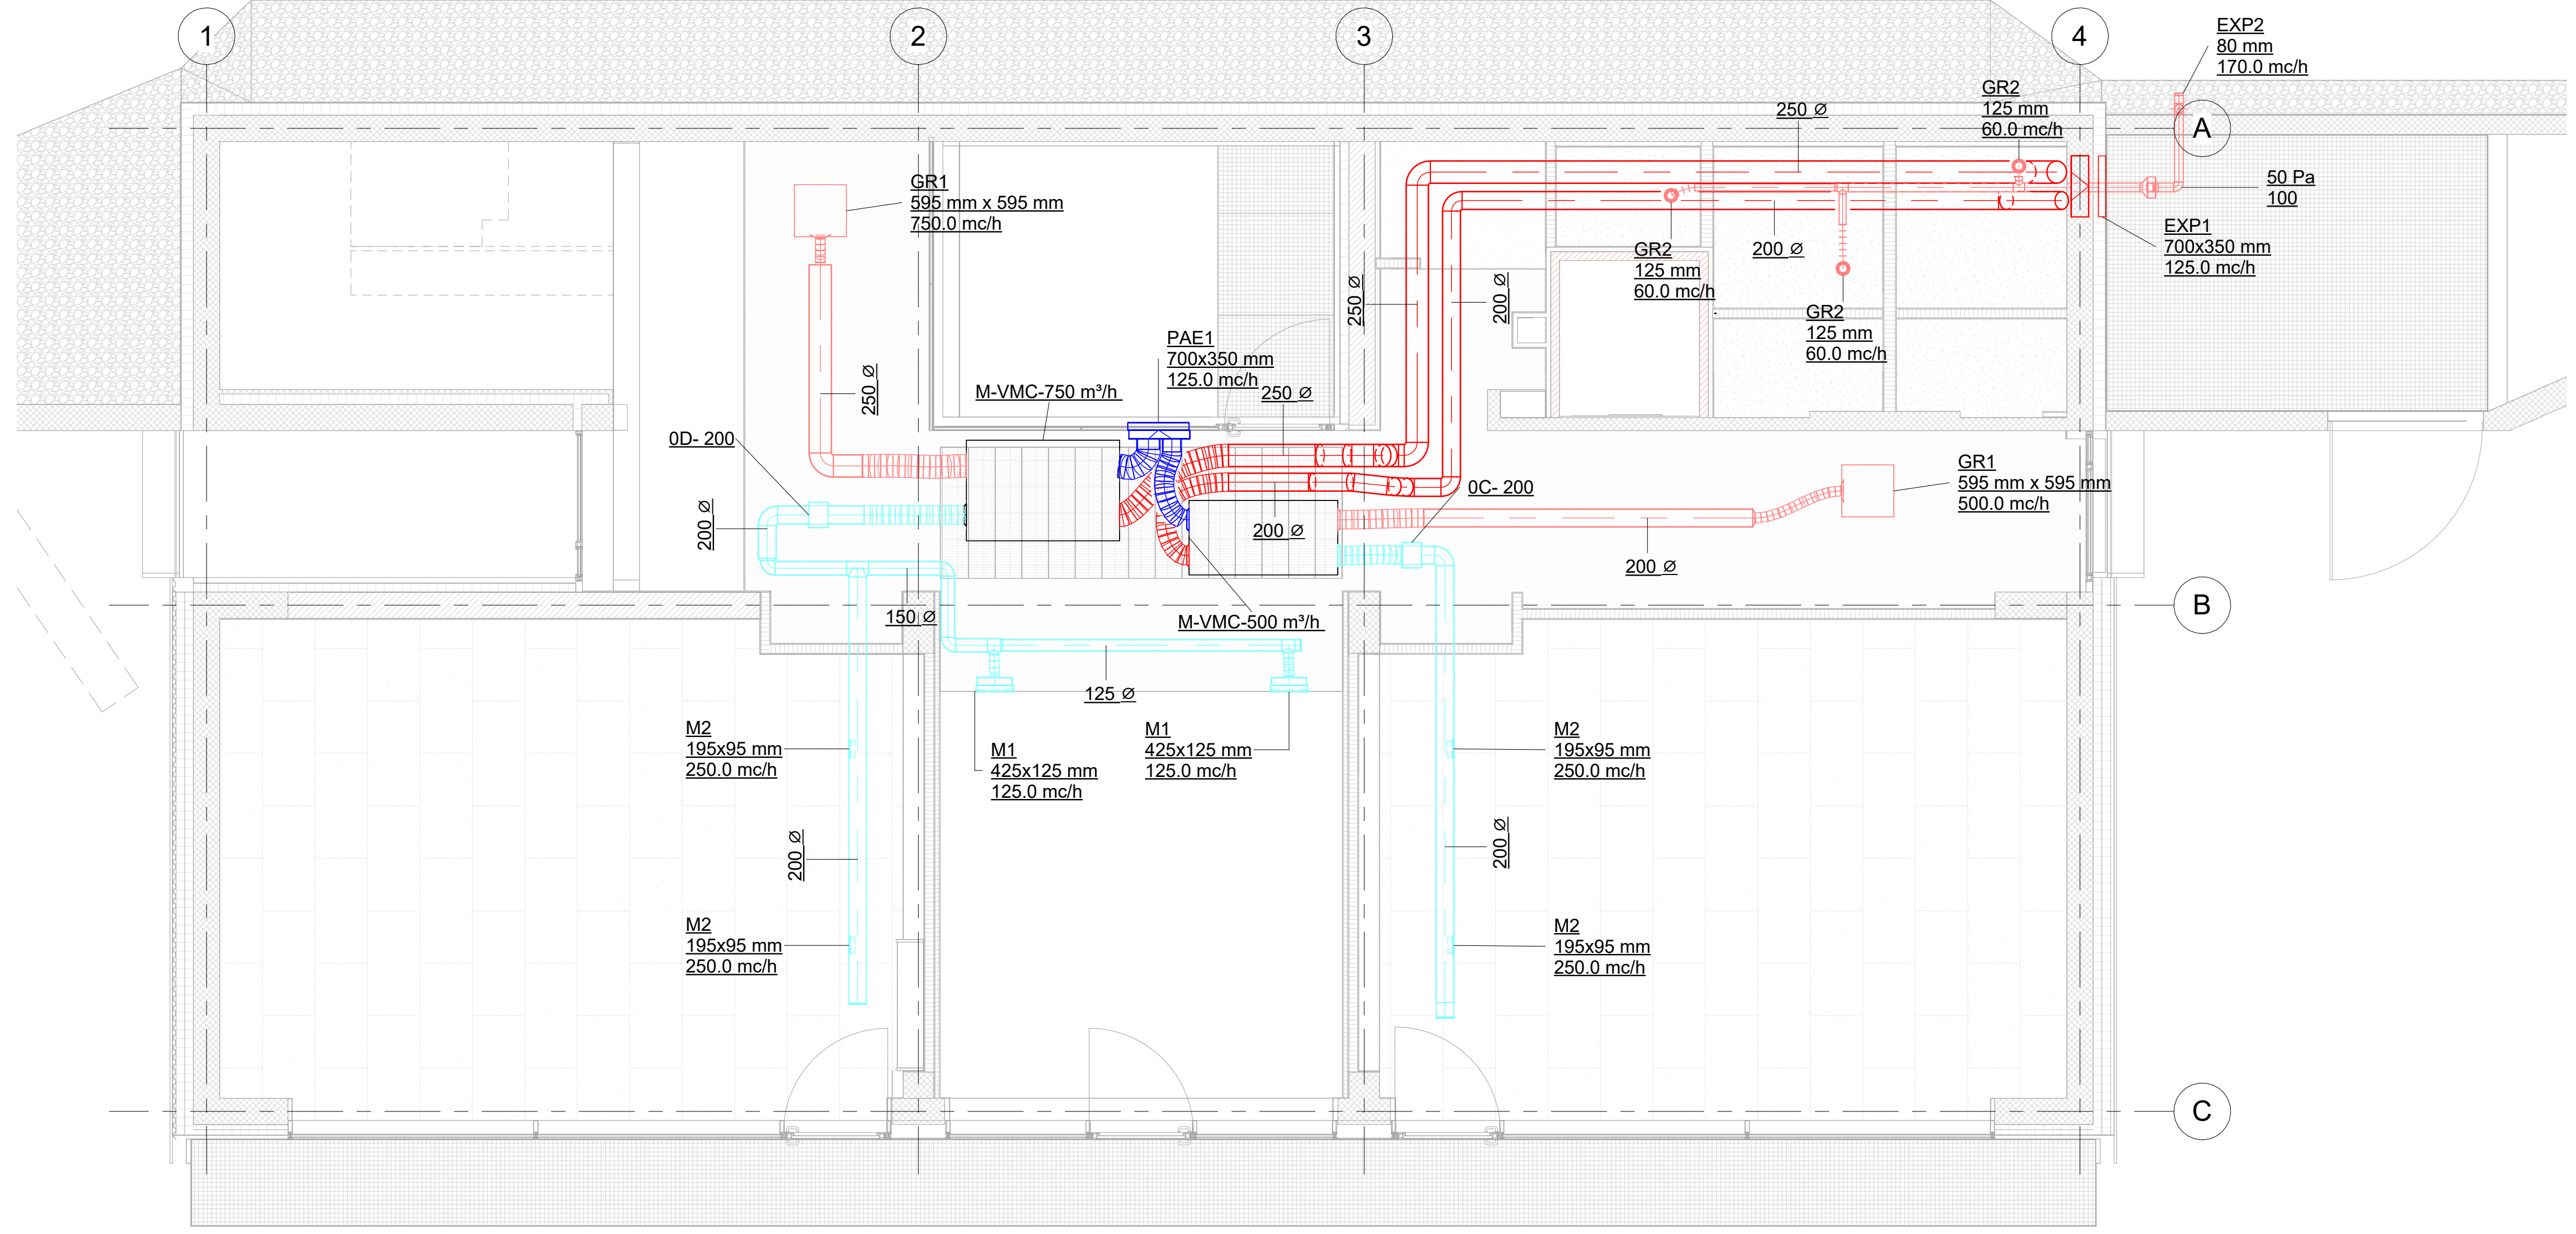 1
2
3
4
EXP2
80 mm
170.0 mc/h
GR2
125 mm
60.0 mc/h
250 ∅
A
GR1
595 mm x 595 mm
750.0 mc/h
50 Pa
100
EXP1
700x350 mm
125.0 mc/h
GR2
125 mm
60.0 mc/h
200 ∅
250 ∅
200 ∅
GR2
125 mm
60.0 mc/h
PAE1
700x350 mm
125.0 mc/h
M-VMC-750 m³/h
250 ∅
250 ∅
0D- 200
200 ∅
GR1
595 mm x 595 mm
500.0 mc/h
0C- 200
200 ∅
200 ∅
150 ∅
M-VMC-500 m³/h
B
125 ∅
M2
195x95 mm
250.0 mc/h
M1
425x125 mm
125.0 mc/h
M1
425x125 mm
125.0 mc/h
M2
195x95 mm
250.0 mc/h
200 ∅
200 ∅
M2
195x95 mm
250.0 mc/h
M2
195x95 mm
250.0 mc/h
C